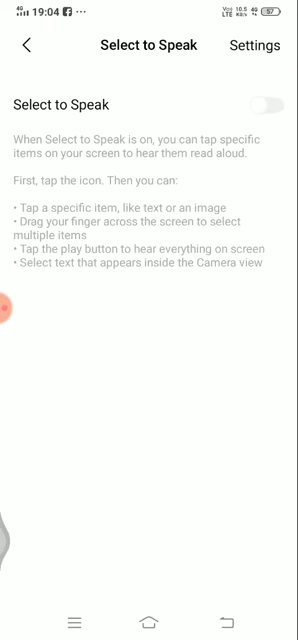 4G 19:04 ... 10.5 KB/s 4G 57
Select to Speak Settings
Select to Speak
When Select to Speak is on, you can tap specific
items on your screen to hear them read aloud.
First, tap the icon. Then you can:
• Tap a specific item, like text or an image
• Drag your finger across the screen to select
multiple items
• Tap the play button to hear everything on screen
• Select text that appears inside the Camera view